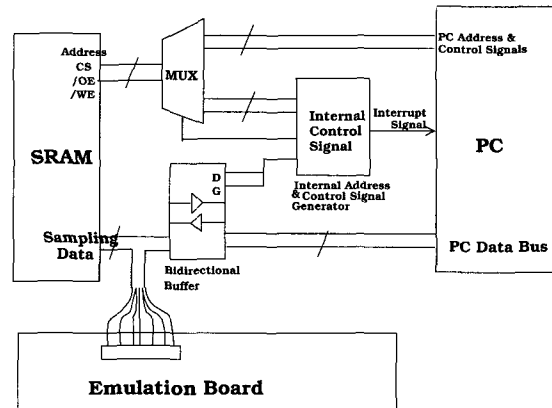 Address
CS
/OE
/WE
SRAM
Sampling
Data
MUX
PC Address &
Control Signals
Internal
Control
Signal
Interrupt
Signal
PC
D
G
Internal Address
& Control Signal
Generator
Bidirectional
Buffer
PC Data Bus
Emulation Board